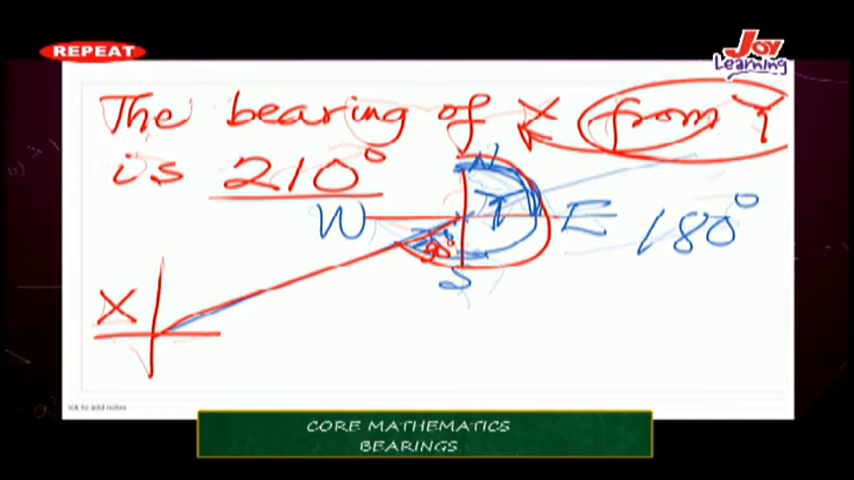 REPEAT
Joy
Learning
The bearing of X from Y
is 210°
N
W
Y
E
180°
30°
S
X
ick to add notes
CORE MATHEMATICS
BEARINGS